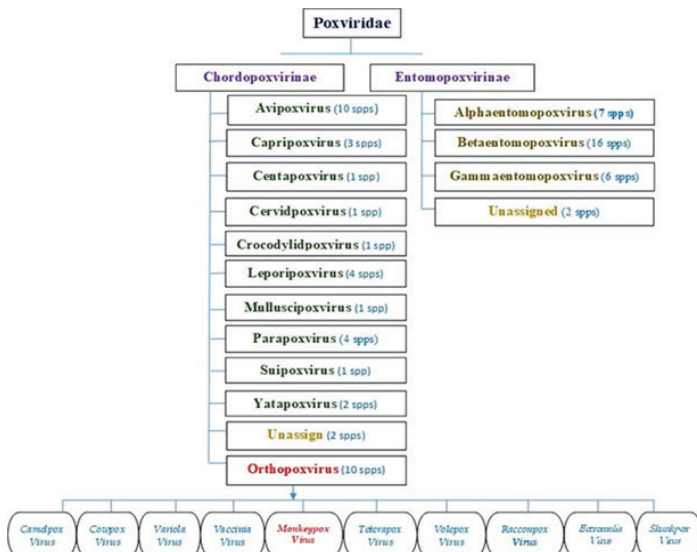 Poxviridae
Chordopoxvirinae
Entomopoxvirinae
Avipoxvirus (10 spps)
Capripoxvirus (3 spps)
Centapoxvirus (1 spp)
Cervidpoxvirus (1 spp)
Crocodylidpoxvirus (1 spp)
Leporipoxvirus (4 spps)
Mulluscipoxvirus (1 spp)
Parapoxvirus (4 spps)
Suipoxvirus (1 spp)
Yatapoxvirus (2 spps)
Unassign (2 spps)
Orthopoxvirus (10 spps)
Alphaentomopoxvirus (7 spps)
Betaentomopoxvirus (16 spps)
Gammaentomopoxvirus (6 spps)
Unassigned (2 spps)
Camelpox
Virus
Cowpox
Virus
Variola
Virus
Vaccinia
Virus
Monkeypox
Virus
Teterapox
Virus
Volepox
Virus
Racconpox
Virus
Ectromelia
Virus
Skunkpox
Virus